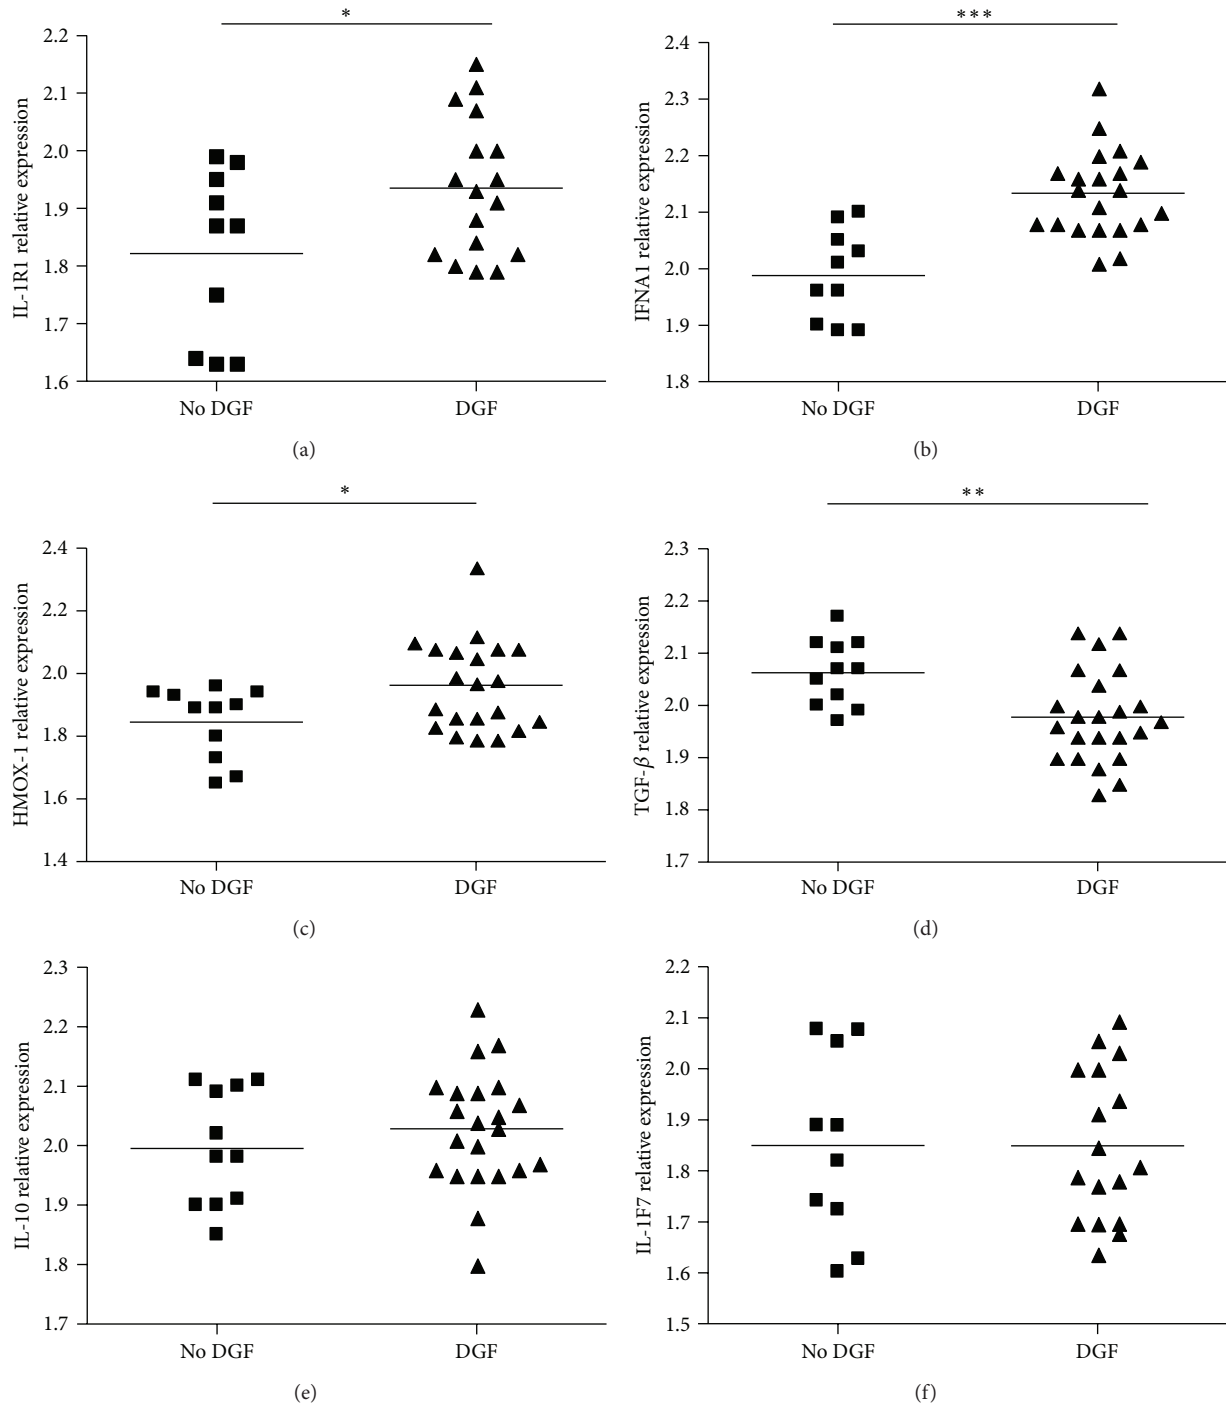 *
IL-1R1 relative expression
2.2
2.1
2.0
1.9
1.8
1.7
1.6
No DGF
DGF
(a)
***
IFNA1 relative expression
2.4
2.3
2.2
2.1
2.0
1.9
1.8
No DGF
DGF
(b)
*
HMOX-1 relative expression
2.4
2.2
2.0
1.8
1.6
1.4
No DGF
DGF
(c)
**
TGF-β relative expression
2.3
2.2
2.1
2.0
1.9
1.8
1.7
No DGF
DGF
(d)
IL-10 relative expression
2.3
2.2
2.1
2.0
1.9
1.8
1.7
No DGF
DGF
(e)
IL-1F7 relative expression
2.2
2.1
2.0
1.9
1.8
1.7
1.6
1.5
No DGF
DGF
(f)